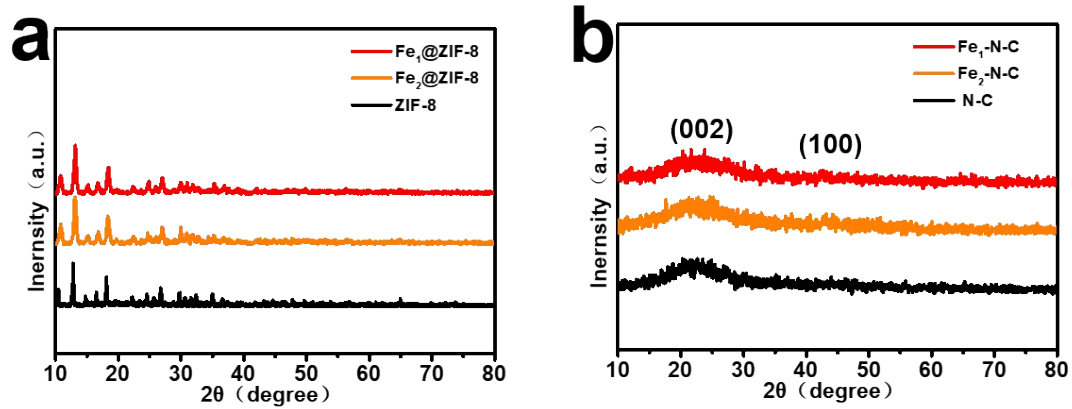 a
Fe₁@ZIF-8
Fe₂@ZIF-8
ZIF-8
Inernsity（a.u.）
10 20 30 40 50 60 70 80
2θ（degree）
b
Fe₁-N-C
Fe₂-N-C
N-C
(002)
(100)
Inernsity（a.u.）
10 20 30 40 50 60 70 80
2θ（degree）